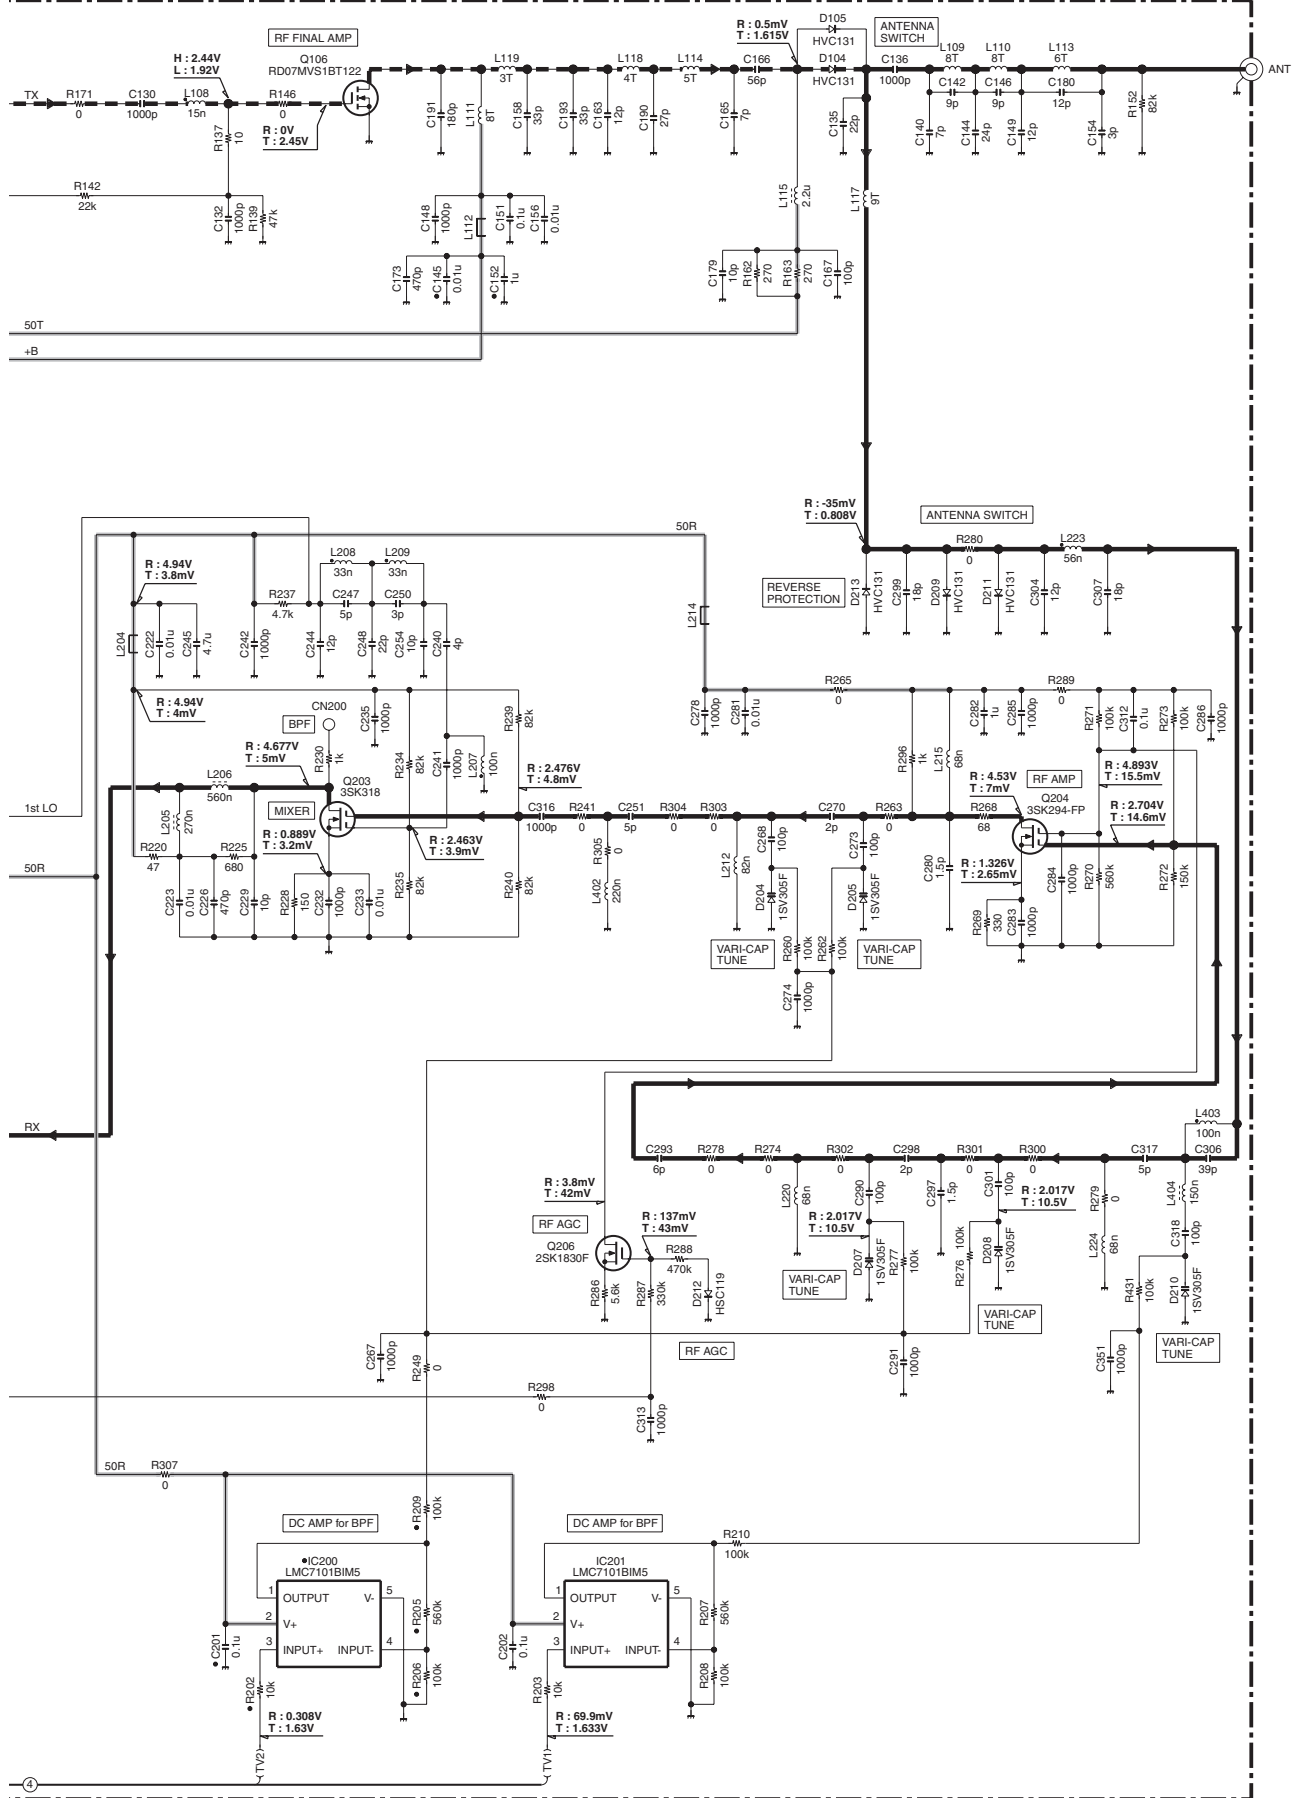 RF FINAL AMP
Q106
RD07MVS1BT122
H : 2.44V
L : 1.92V
TX
R171
0
C130
1000p
L108
15n
R146
0
R137
10
R : 0V
T : 2.45V
R142
22k
C132
1000p
R139
47k
C191
180p
L111
8T
L119
3T
C158
33p
C193
33p
C163
12p
L118
4T
C190
27p
L114
5T
C165
7p
C166
56p
R : 0.5mV
T : 1.615V
D105
HVC131
D104
HVC131
ANTENNA
SWITCH
C136
1000p
L109
8T
L110
8T
L113
6T
C142
9p
C146
9p
C180
12p
C135
22p
C140
7p
C144
24p
C149
12p
C154
3p
R152
82k
ANT
C148
1000p
L112
C151
0.1u
C156
0.01u
C173
470p
C145
0.01u
C152
1u
L115
2.2u
L117
9T
C179
10p
R162
270
R163
270
C167
100p
50T
+B
R : -35mV
T : 0.808V
ANTENNA SWITCH
R280
0
L223
56n
REVERSE
PROTECTION
D213
HVC131
C299
18p
D209
HVC131
D211
HVC131
C304
12p
C307
18p
50R
R : 4.94V
T : 3.8mV
L208
33n
L209
33n
R237
4.7k
C247
5p
C250
3p
L204
C222
0.01u
C245
4.7u
C242
1000p
C244
12p
C248
22p
C254
10p
C240
4p
L214
R : 4.94V
T : 4mV
CN200
BPF
R230
1k
C235
1000p
R234
82k
C241
1000p
L207
100n
R239
82k
R : 4.677V
T : 5mV
Q203
3SK318
MIXER
R : 2.476V
T : 4.8mV
L206
560n
L205
270n
R : 0.889V
T : 3.2mV
R : 2.463V
T : 3.9mV
1st LO
50R
R220
47
R225
680
C223
0.01u
C226
470p
C229
10p
R228
150
C232
1000p
C233
0.01u
R235
82k
R240
82k
C316
1000p
R241
0
C251
5p
R304
0
R303
0
R305
0
L402
220n
C278
1000p
C281
0.01u
R265
0
R296
1k
L215
68n
C282
1u
C285
1000p
R289
0
R271
100k
C312
0.1u
R273
100k
C286
1000p
R : 4.53V
T : 7mV
RF AMP
Q204
3SK294-FP
R : 4.893V
T : 15.5mV
R : 2.704V
T : 14.6mV
C270
2p
R263
0
R268
68
L212
82n
C268
100p
D204
1SV305F
C273
100p
D205
1SV305F
C280
1.5p
R : 1.326V
T : 2.65mV
R269
330
C283
1000p
C284
1000p
R270
560k
R272
150k
VARI-CAP
TUNE
R260
100k
R262
100k
VARI-CAP
TUNE
C274
1000p
RX
C293
6p
R278
0
R274
0
R302
0
C298
2p
R301
0
R300
0
C317
5p
C306
39p
L403
100n
L220
68n
C290
100p
C297
1.5p
C301
100p
R : 2.017V
T : 10.5V
R279
0
L224
68n
L404
150n
C318
100p
R431
100k
D210
1SV305F
C351
1000p
VARI-CAP
TUNE
R : 2.017V
T : 10.5V
D207
1SV305F
R277
100k
R276
100k
D208
1SV305F
VARI-CAP
TUNE
VARI-CAP
TUNE
C291
1000p
R : 3.8mV
T : 42mV
RF AGC
Q206
2SK1830F
R : 137mV
T : 43mV
R288
470k
R286
5.6k
R287
330k
D212
HSC119
RF AGC
C267
1000p
R249
0
R298
0
C313
1000p
50R
R307
0
R209
100k
DC AMP for BPF
IC200
LMC7101BIM5
1
OUTPUT
V-
5
2
V+
3
INPUT+
INPUT-
4
C201
0.1u
R202
10k
R205
560k
R206
100k
R : 0.308V
T : 1.63V
TV2
DC AMP for BPF
IC201
LMC7101BIM5
1
OUTPUT
V-
5
2
V+
3
INPUT+
INPUT-
4
C202
0.1u
R203
10k
R207
560k
R208
100k
R210
100k
R : 69.9mV
T : 1.633V
TV1
4